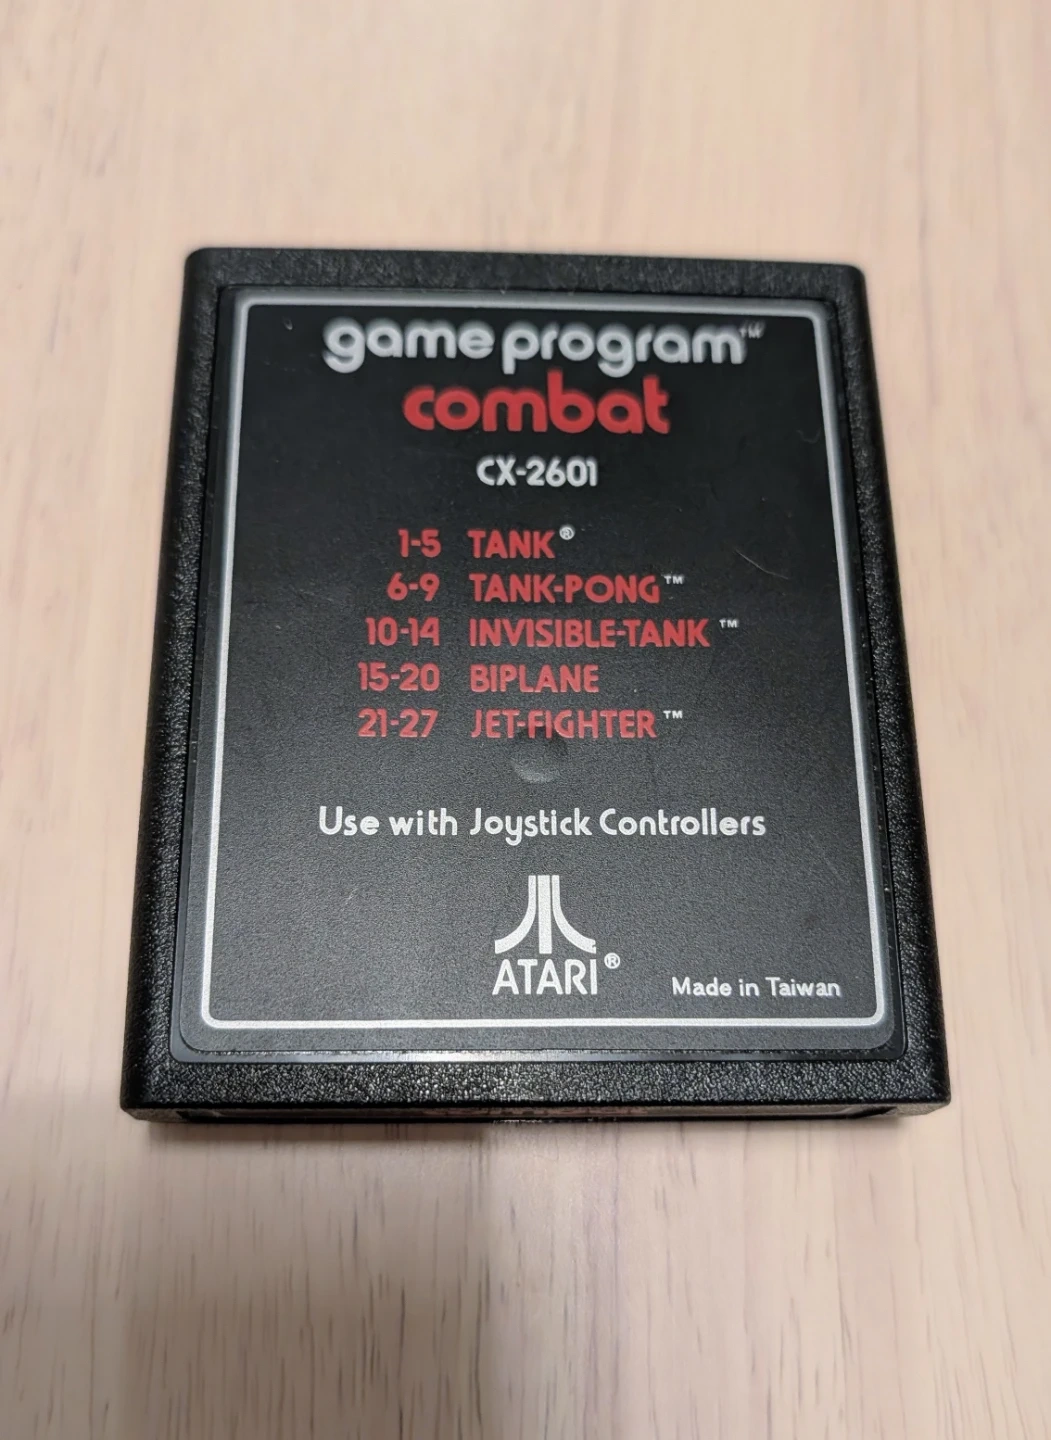 game program™
combat
CX-2601
1-5 TANK®
6-9 TANK-PONG™
10-14 INVISIBLE-TANK™
15-20 BIPLANE
21-27 JET-FIGHTER™
Use with Joystick Controllers
ATARI®
Made in Taiwan